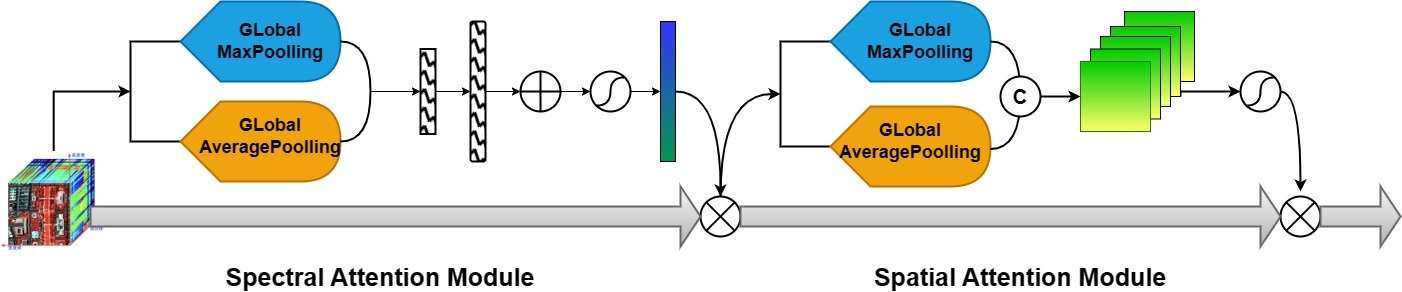 GLobal
MaxPoolling
GLobal
AveragePoolling
Spectral Attention Module
GLobal
MaxPoolling
GLobal
AveragePoolling
C
Spatial Attention Module